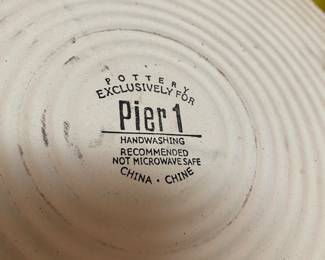 POTTERY
EXCLUSIVELY FOR
Pier 1
HANDWASHING
RECOMMENDED
NOT MICROWAVE SAFE
CHINA · CHINE